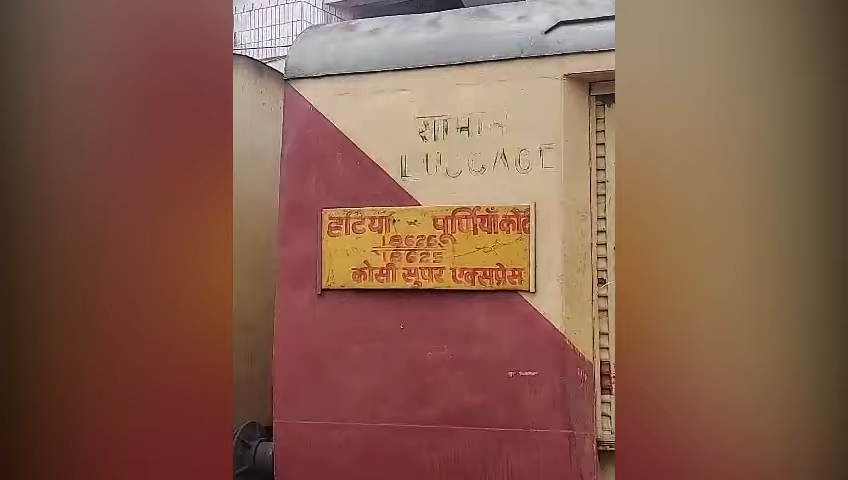 सामान
LUGGAGE
हटिया - पूर्णियाँ कोर्ट
18626
18625
कोसी सुपर एक्सप्रेस